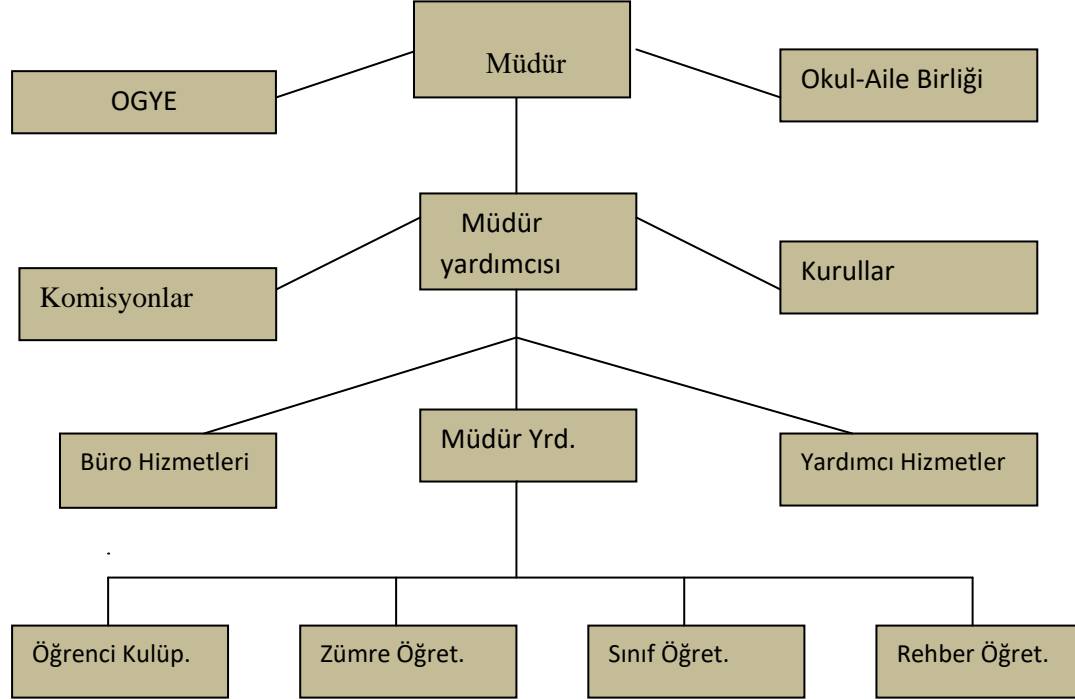 Müdür
OGYE
Okul-Aile Birliği
Müdür
yardımcısı
Komisyonlar
Kurullar
Büro Hizmetleri
Müdür Yrd.
Yardımcı Hizmetler
.
Öğrenci Kulüp.
Zümre Öğret.
Sınıf Öğret.
Rehber Öğret.